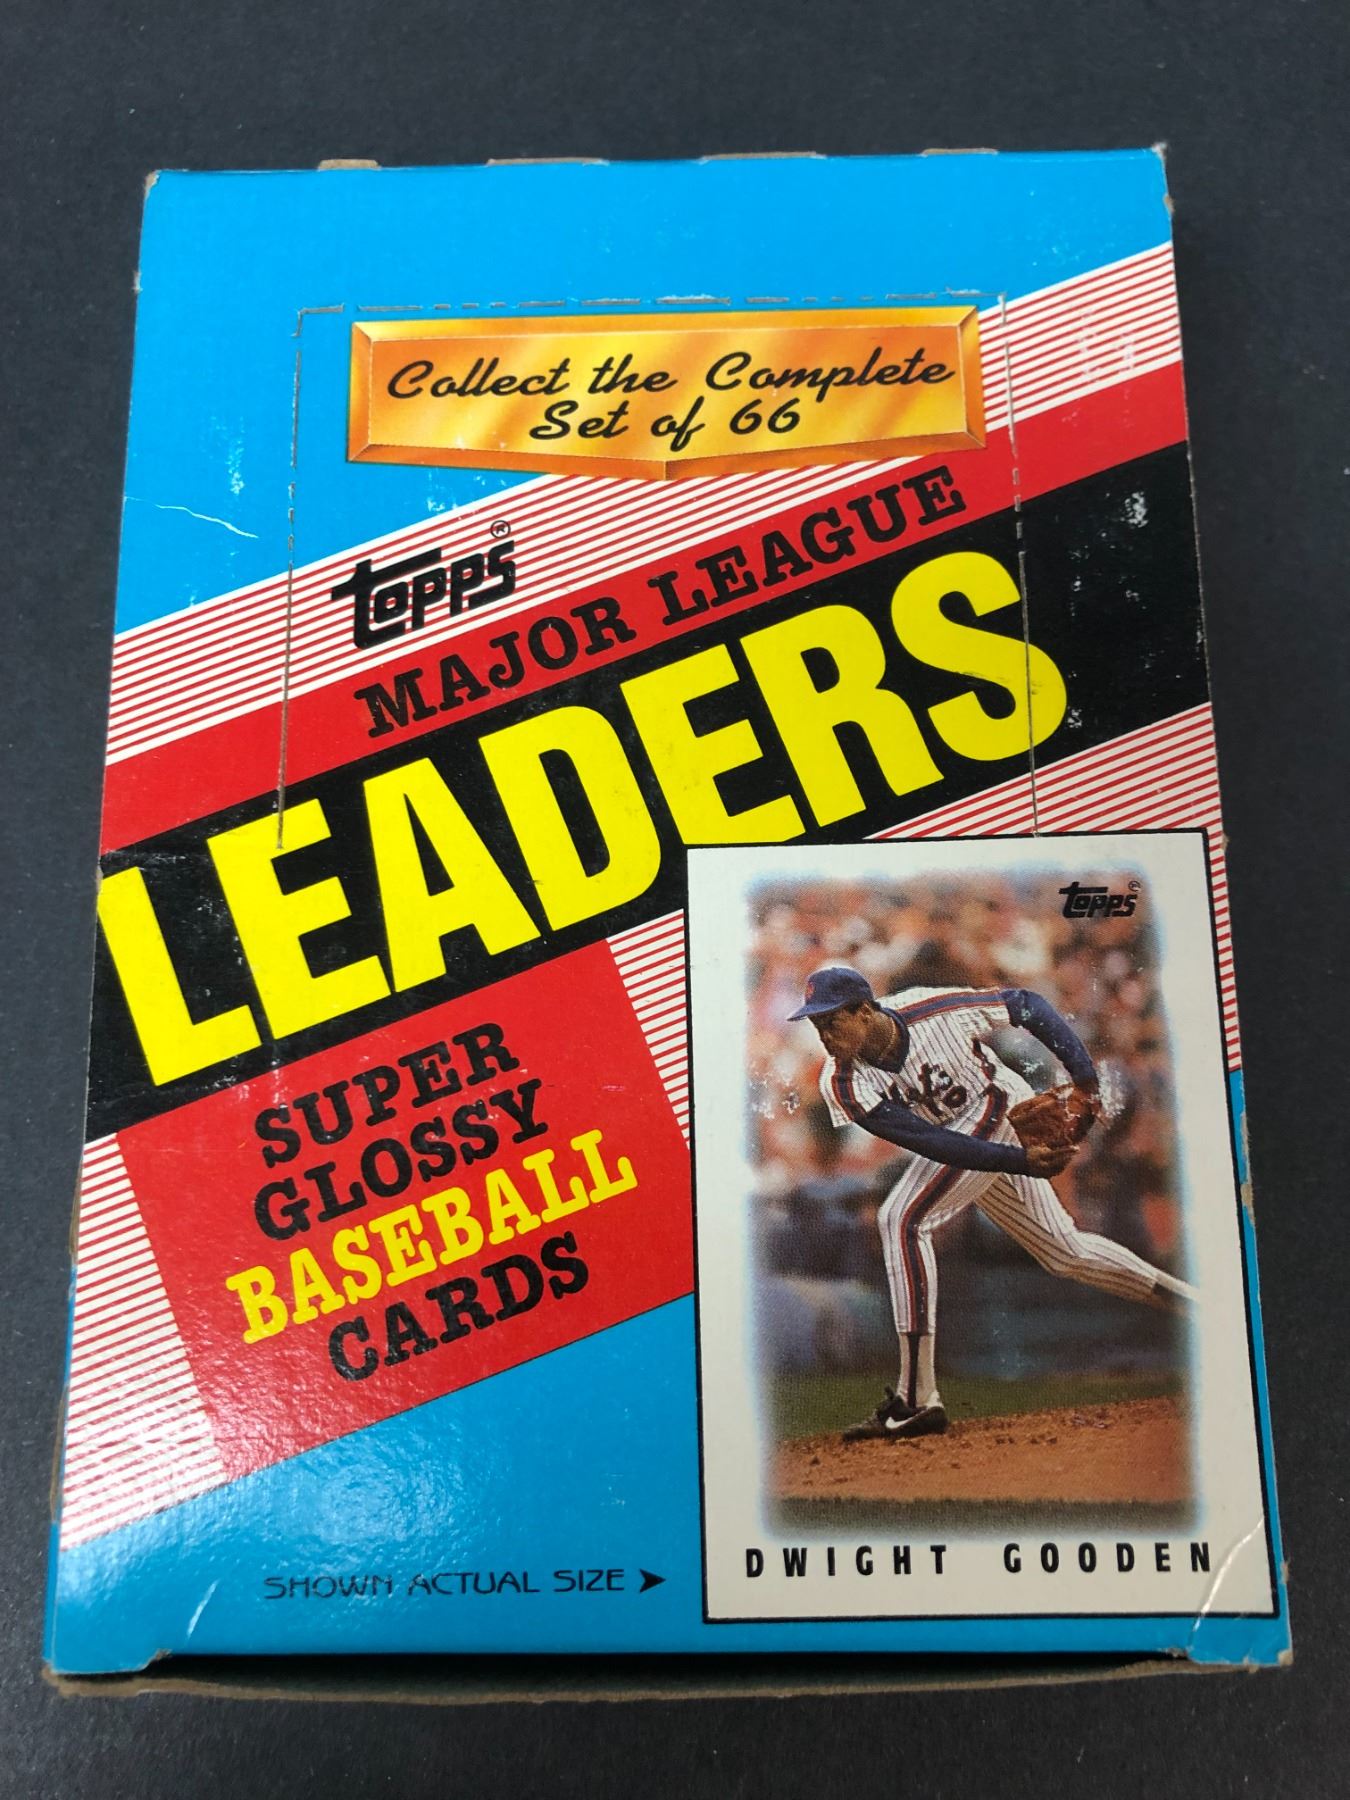 Collect the Complete
Set of 66
Topps®
MAJOR LEAGUE
LEADERS
SUPER
GLOSSY
BASEBALL
CARDS
Topps®
Mets
DWIGHT GOODEN
SHOWN ACTUAL SIZE